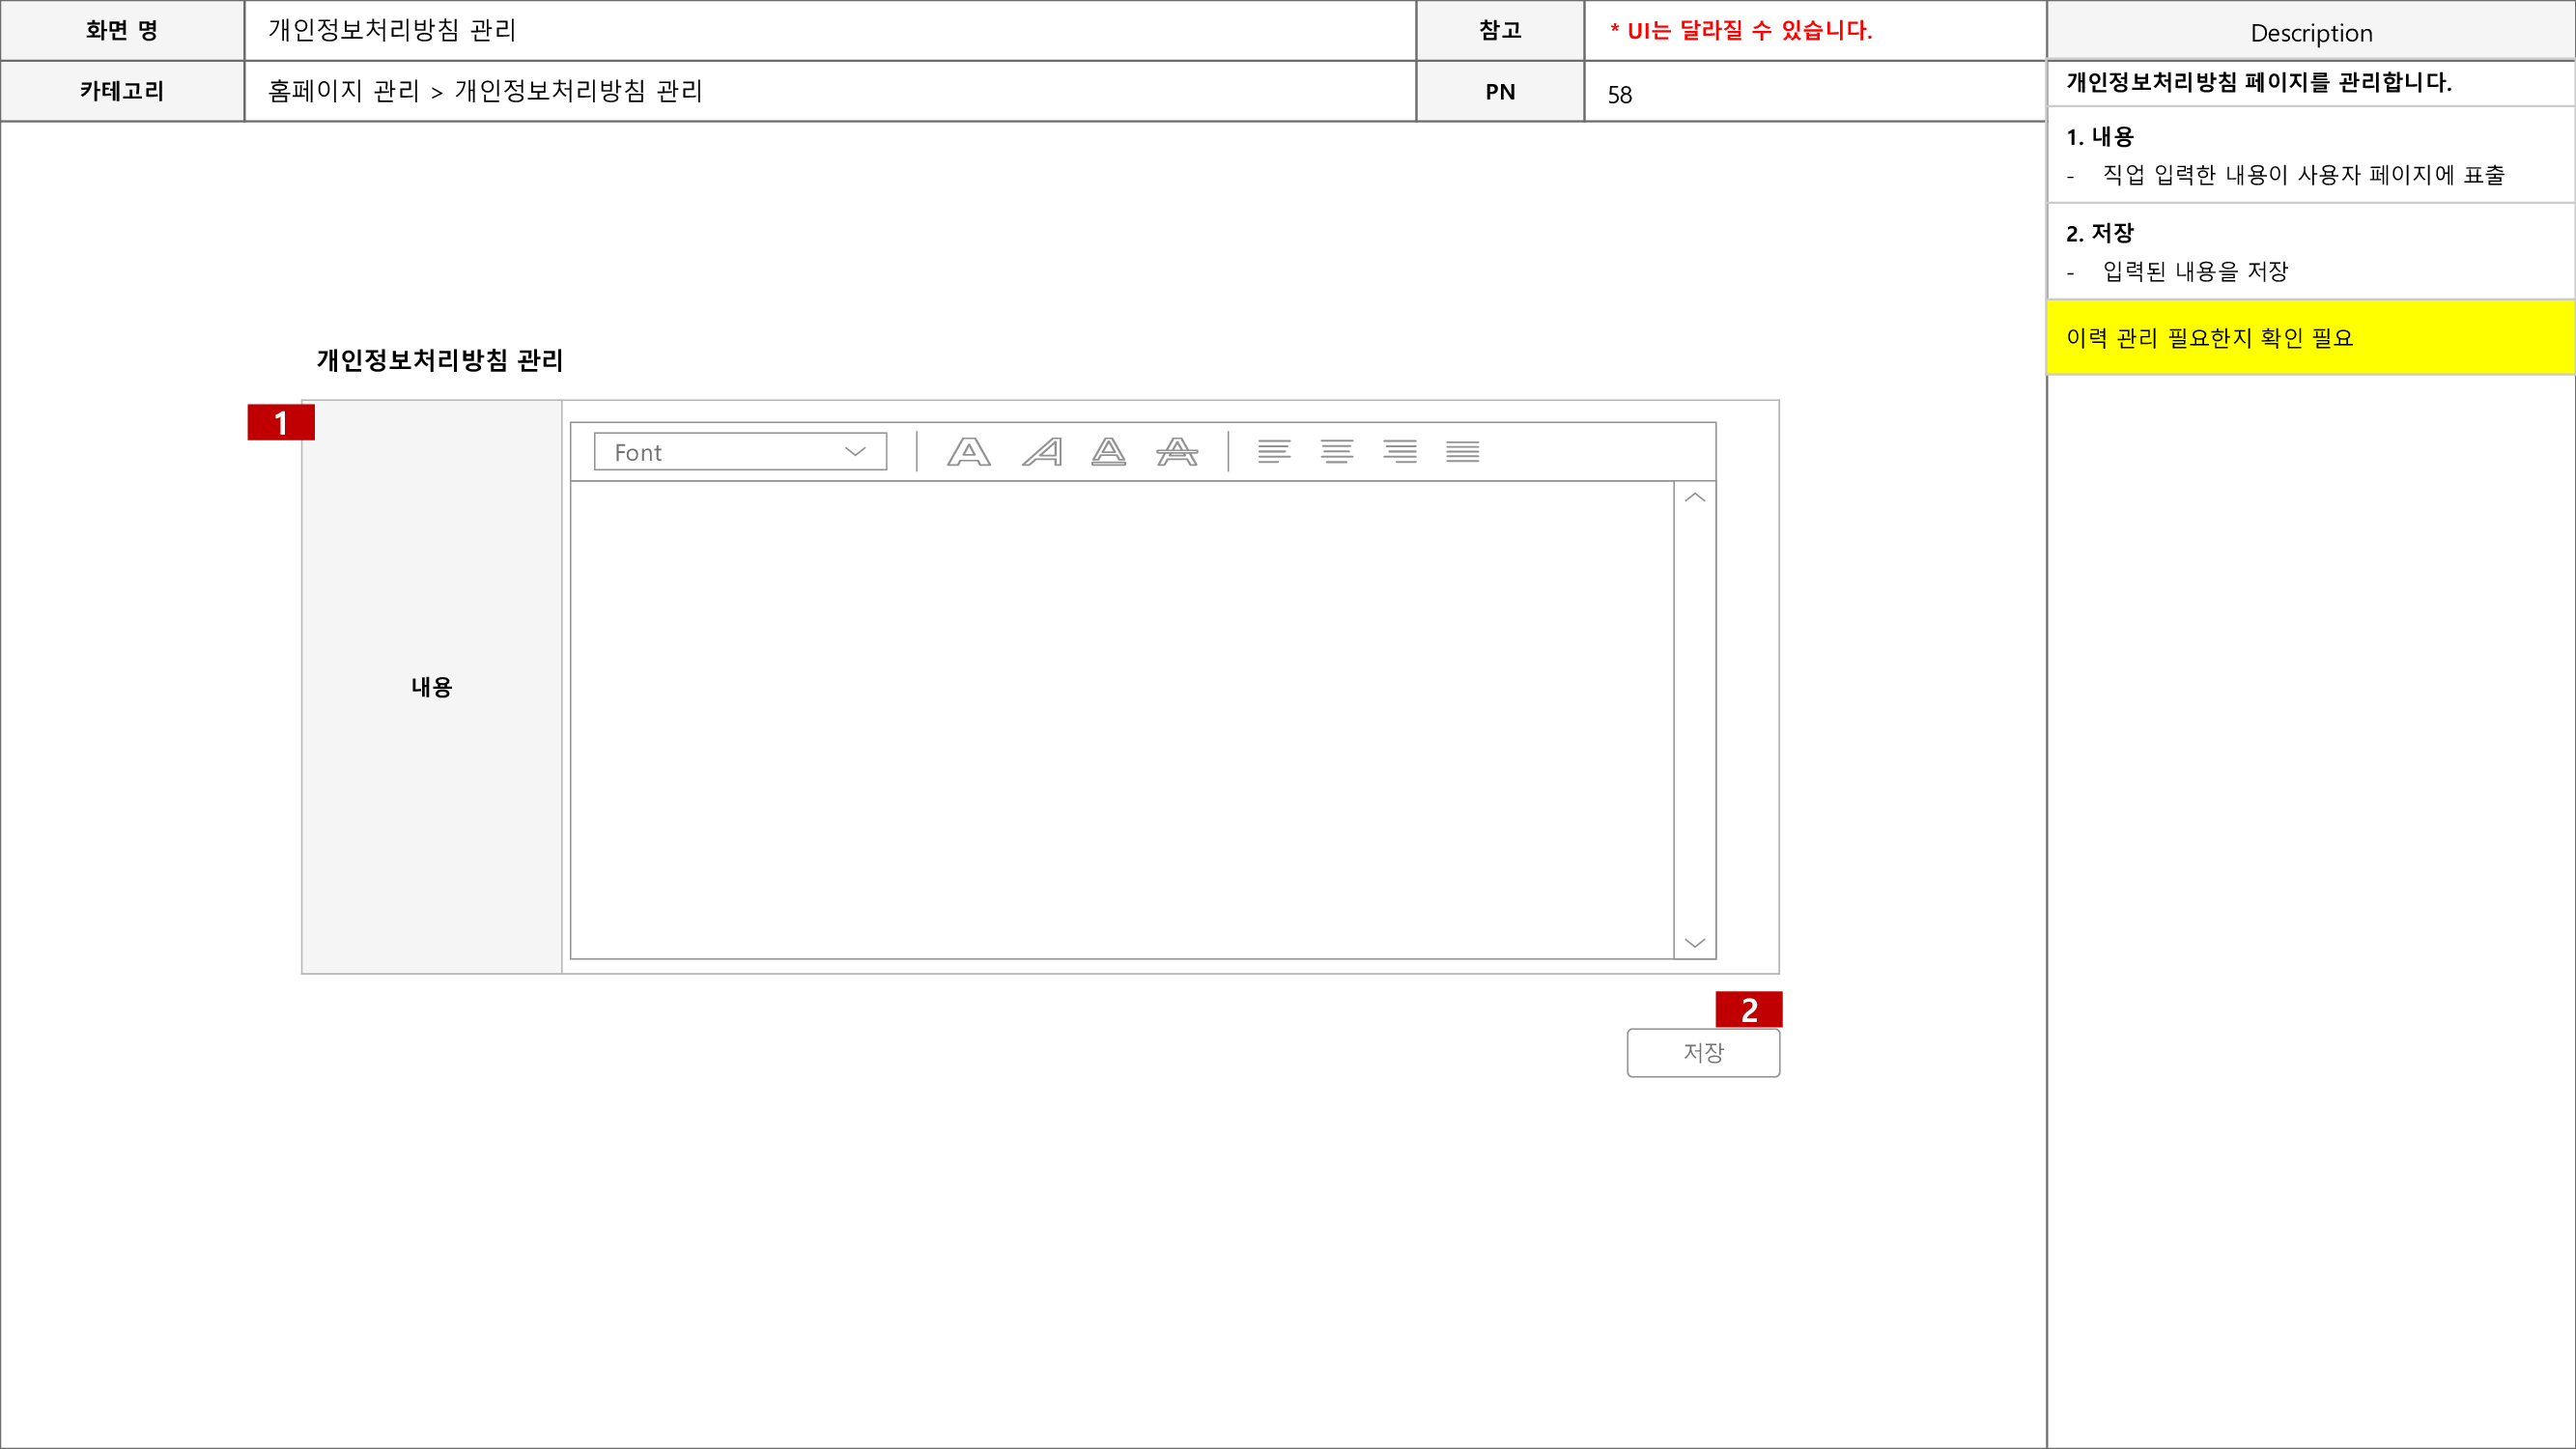 화면 명
개인정보처리방침 관리
참고
* UI는 달라질 수 있습니다.
카테고리
홈페이지 관리 > 개인정보처리방침 관리
PN
58
Description
개인정보처리방침 페이지를 관리합니다.
1. 내용
- 직업 입력한 내용이 사용자 페이지에 표출
2. 저장
- 입력된 내용을 저장
이력 관리 필요한지 확인 필요
개인정보처리방침 관리
1
내용
Font
A A A A
2
저장